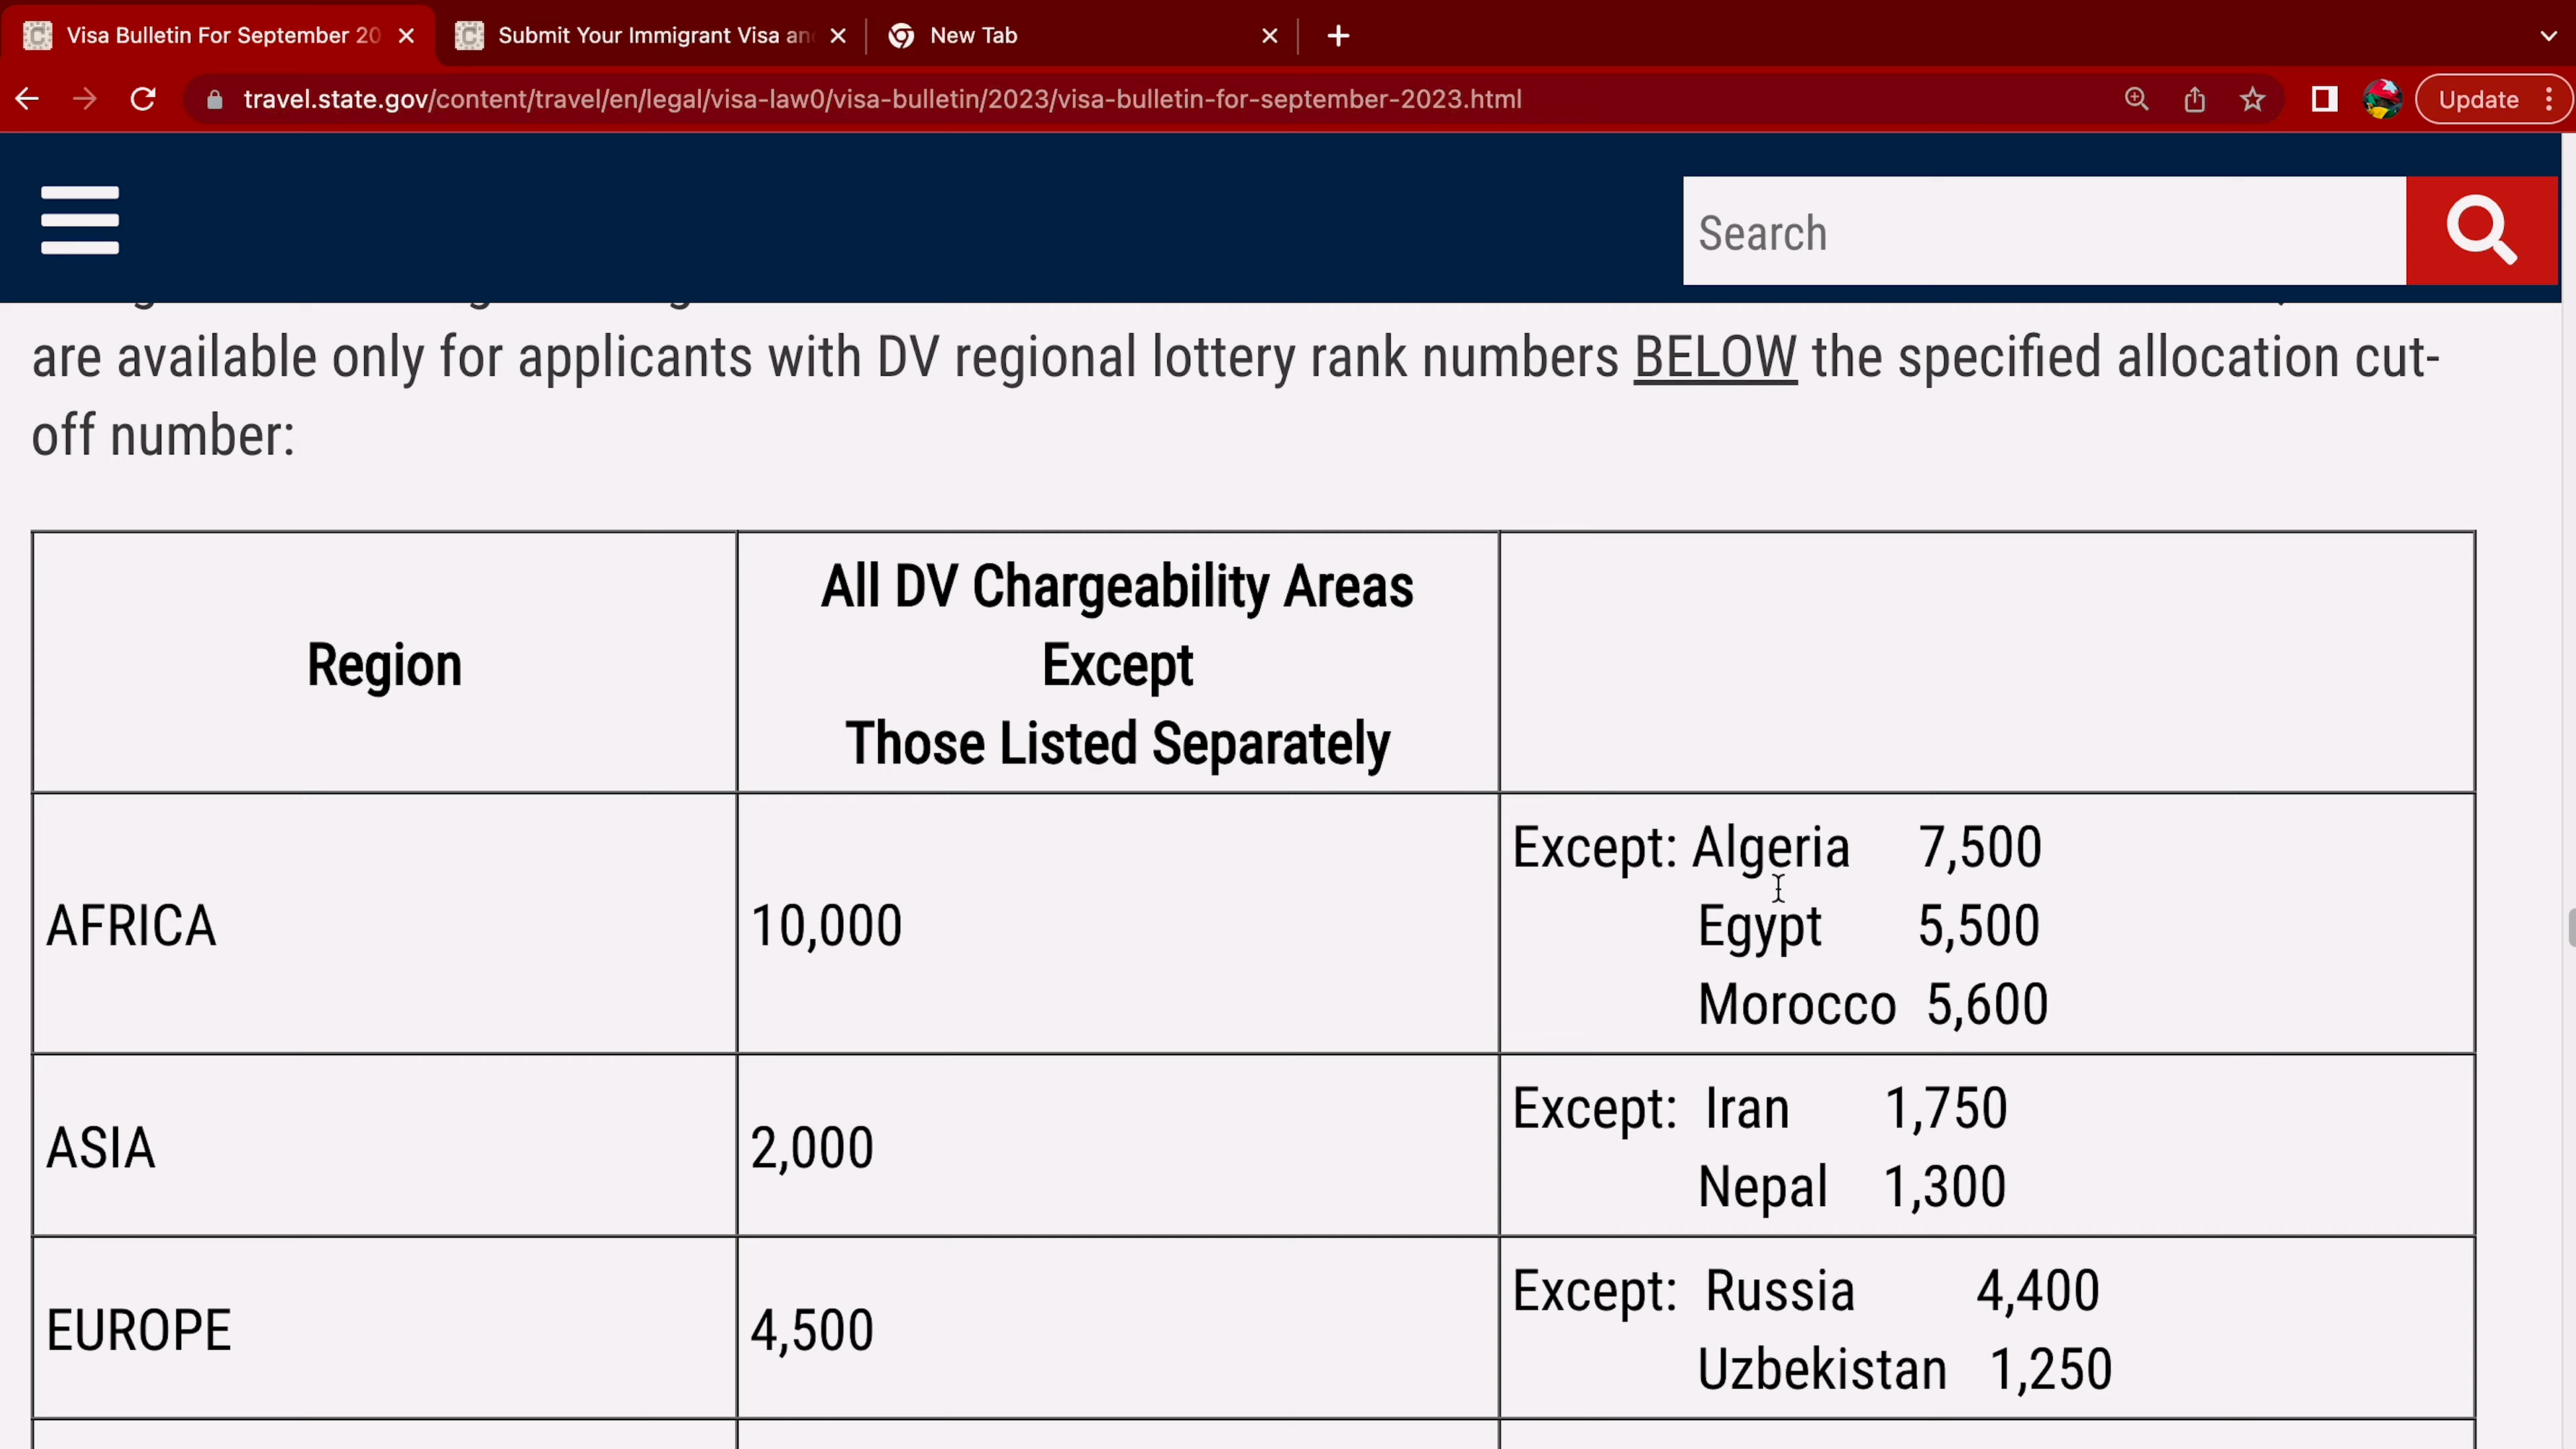 Visa Bulletin For September 20
Submit Your Immigrant Visa an
New Tab
travel.state.gov/content/travel/en/legal/visa-law0/visa-bulletin/2023/visa-bulletin-for-september-2023.html
Update
Search
are available only for applicants with DV regional lottery rank numbers BELOW the specified allocation cut-
off number:
Region
All DV Chargeability Areas
Except
Those Listed Separately
AFRICA
10,000
Except: Algeria 7,500
Egypt 5,500
Morocco 5,600
ASIA
2,000
Except: Iran 1,750
Nepal 1,300
EUROPE
4,500
Except: Russia 4,400
Uzbekistan 1,250